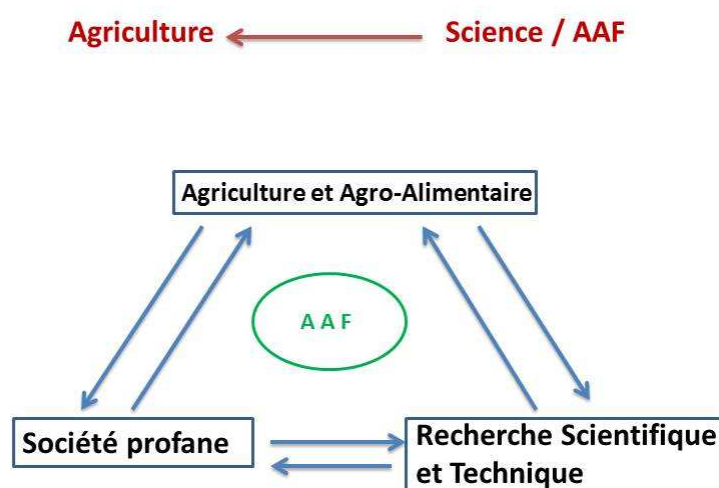 Agriculture Science / AAF
Agriculture et Agro-Alimentaire
A A F
Société profane
Recherche Scientifique
et Technique